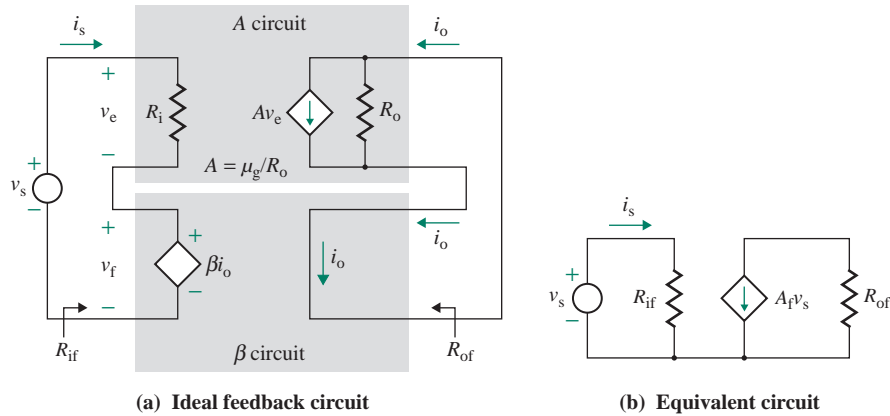 A circuit
i_s
i_o
+
v_e
−
R_i
Av_e
R_o
A = μ_g/R_o
+
v_s
−
+
v_f
−
+
βi_o
−
i_o
i_o
R_if
β circuit
R_of
(a) Ideal feedback circuit
i_s
+
v_s
−
R_if
A_f v_s
R_of
(b) Equivalent circuit